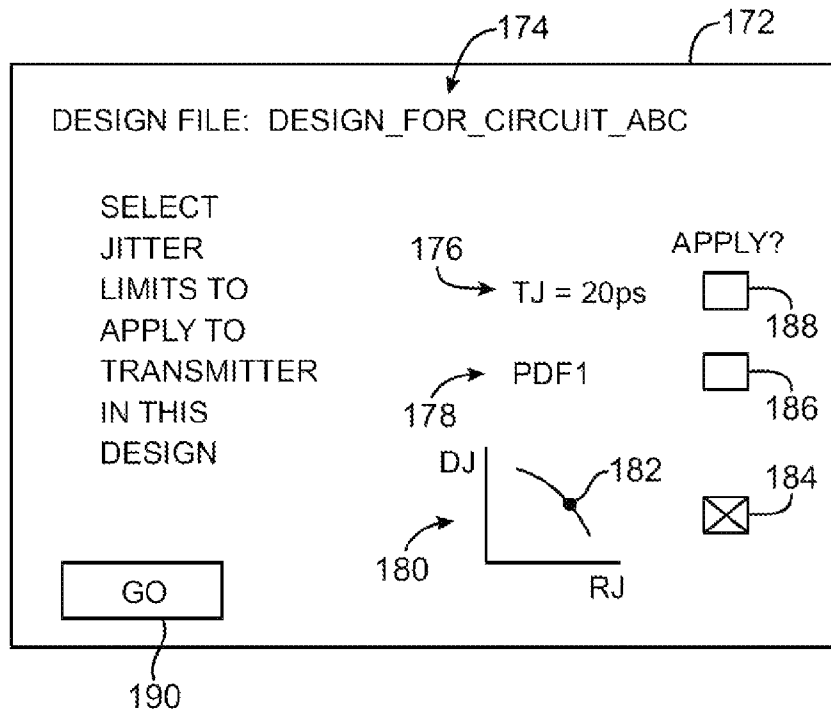 174
172
DESIGN FILE: DESIGN_FOR_CIRCUIT_ABC
SELECT
JITTER
LIMITS TO
APPLY TO
TRANSMITTER
IN THIS
DESIGN
APPLY?
176
TJ = 20ps
188
178
PDF1
186
DJ
182
184
180
RJ
GO
190